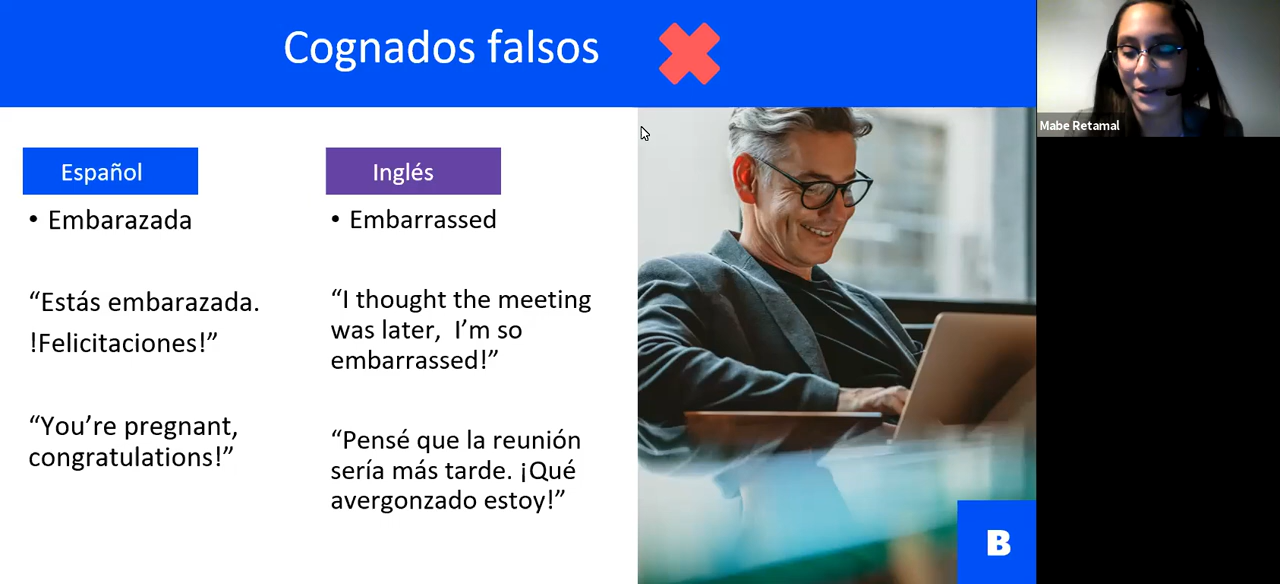 Cognados falsos
Mabe Retamal
Español
• Embarazada
“Estás embarazada.
!Felicitaciones!”
“You’re pregnant,
congratulations!”
Inglés
• Embarrassed
“I thought the meeting
was later,  I’m so
embarrassed!”
“Pensé que la reunión
sería más tarde. ¡Qué
avergonzado estoy!”
B